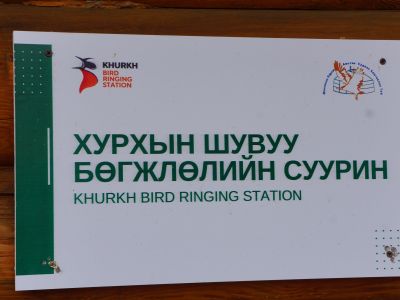 KHURKH
BIRD
RINGING
STATION
ХУРХЫН ШУВУУ
БӨГЖЛӨЛИЙН СУУРИН
KHURKH BIRD RINGING STATION